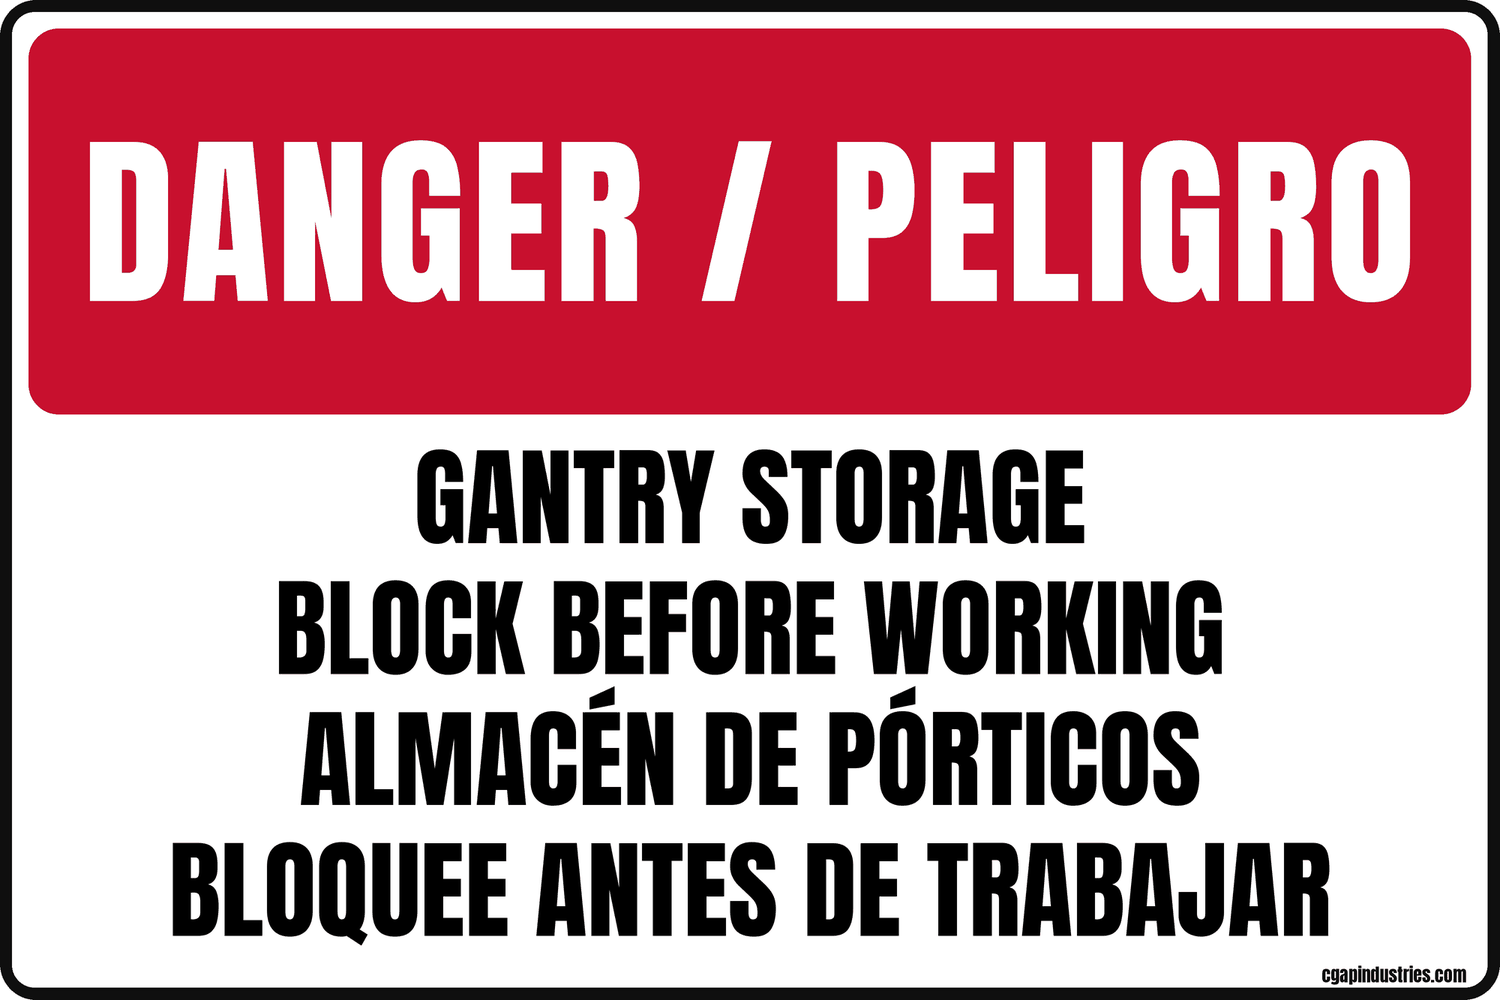 DANGER / PELIGRO
GANTRY STORAGE
BLOCK BEFORE WORKING
ALMACÉN DE PÓRTICOS
BLOQUEE ANTES DE TRABAJAR
cgapindustries.com